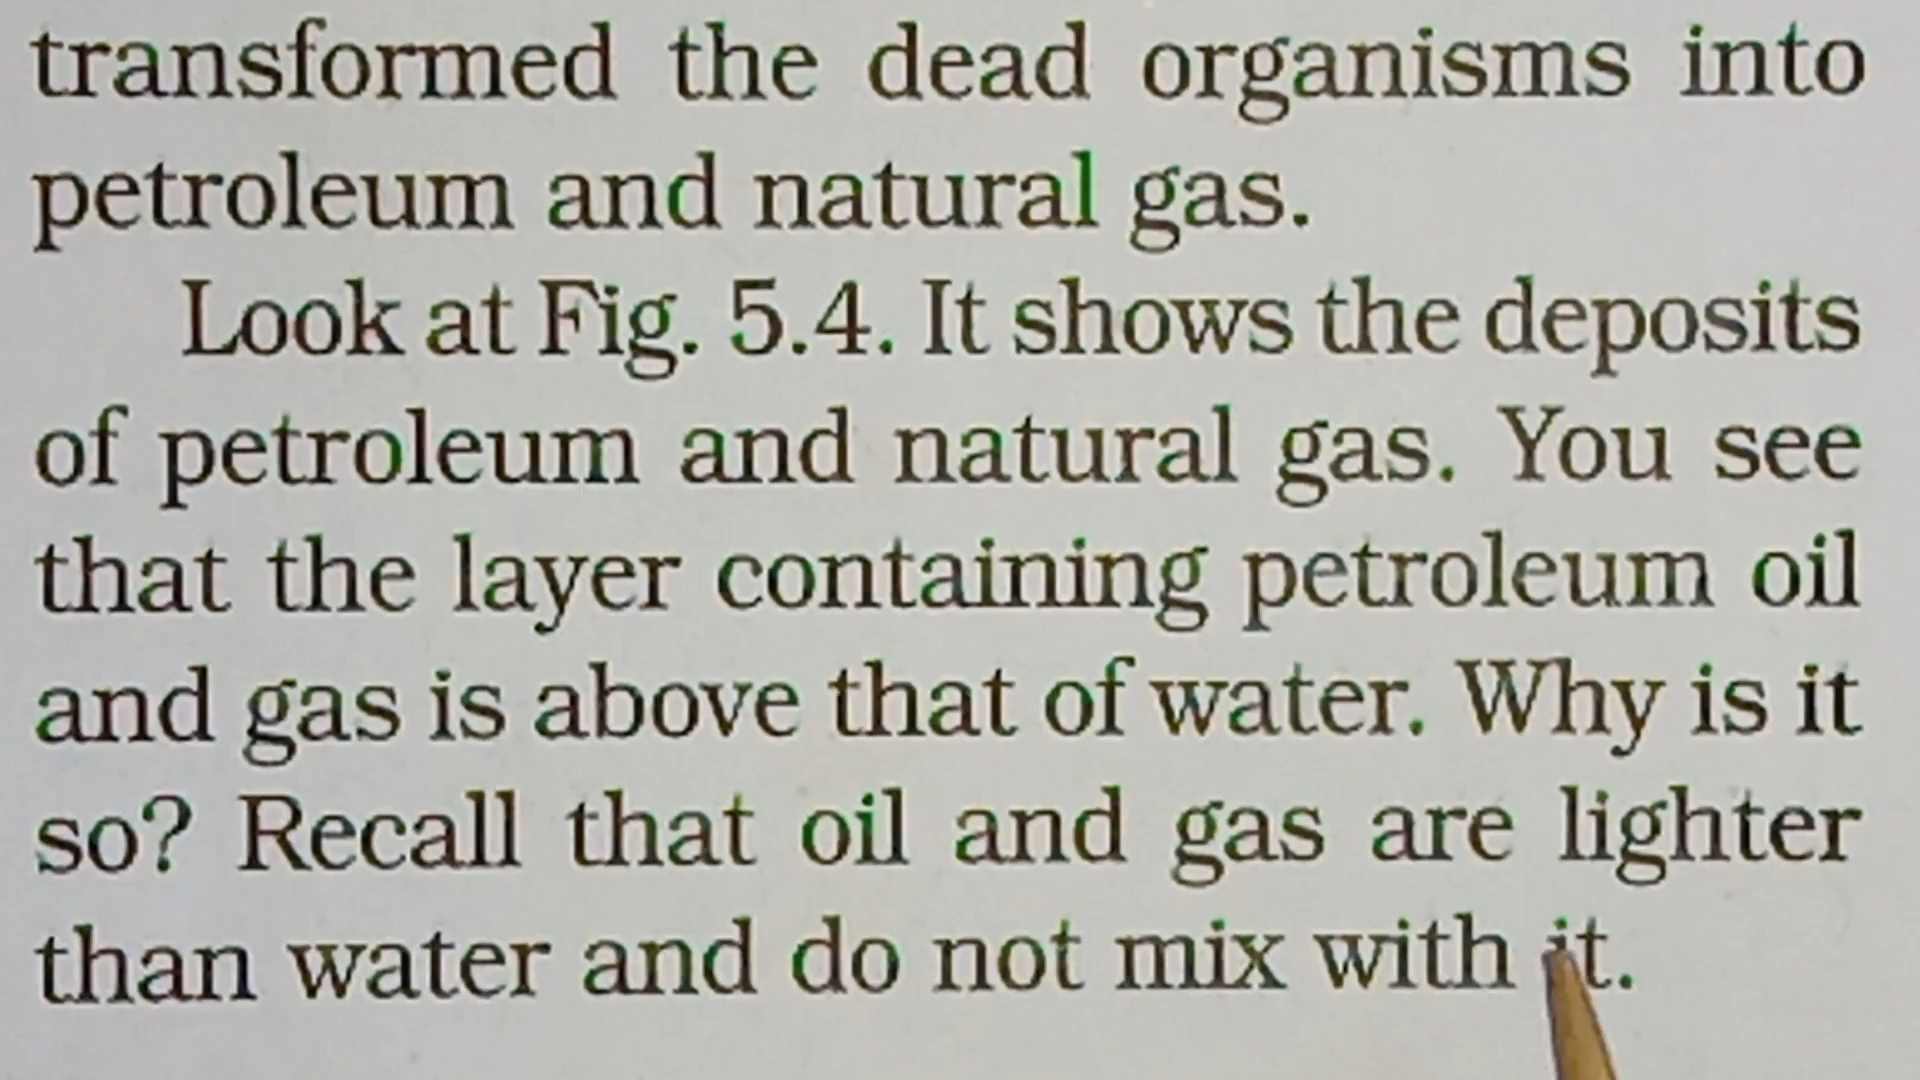 transformed the dead organisms into
petroleum and natural gas.
Look at Fig. 5.4. It shows the deposits
of petroleum and natural gas. You see
that the layer containing petroleum oil
and gas is above that of water. Why is it
so? Recall that oil and gas are lighter
than water and do not mix with it.